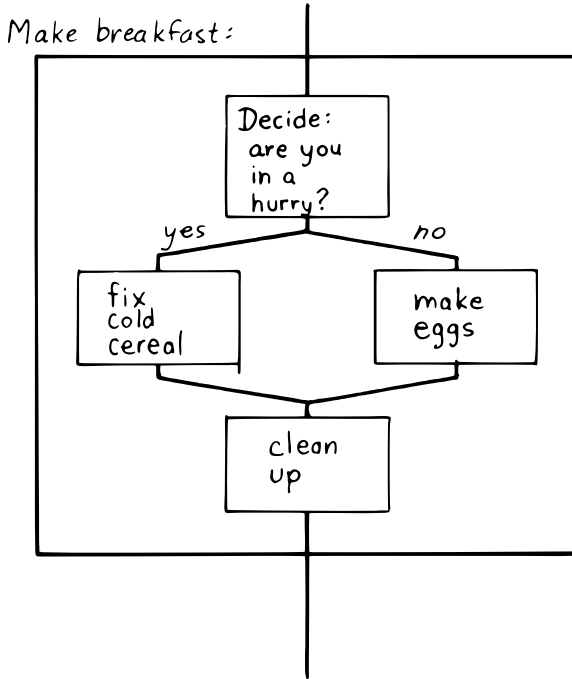 Make breakfast:
Decide:
are you
in a
hurry?
yes
no
fix
cold
cereal
make
eggs
clean
up